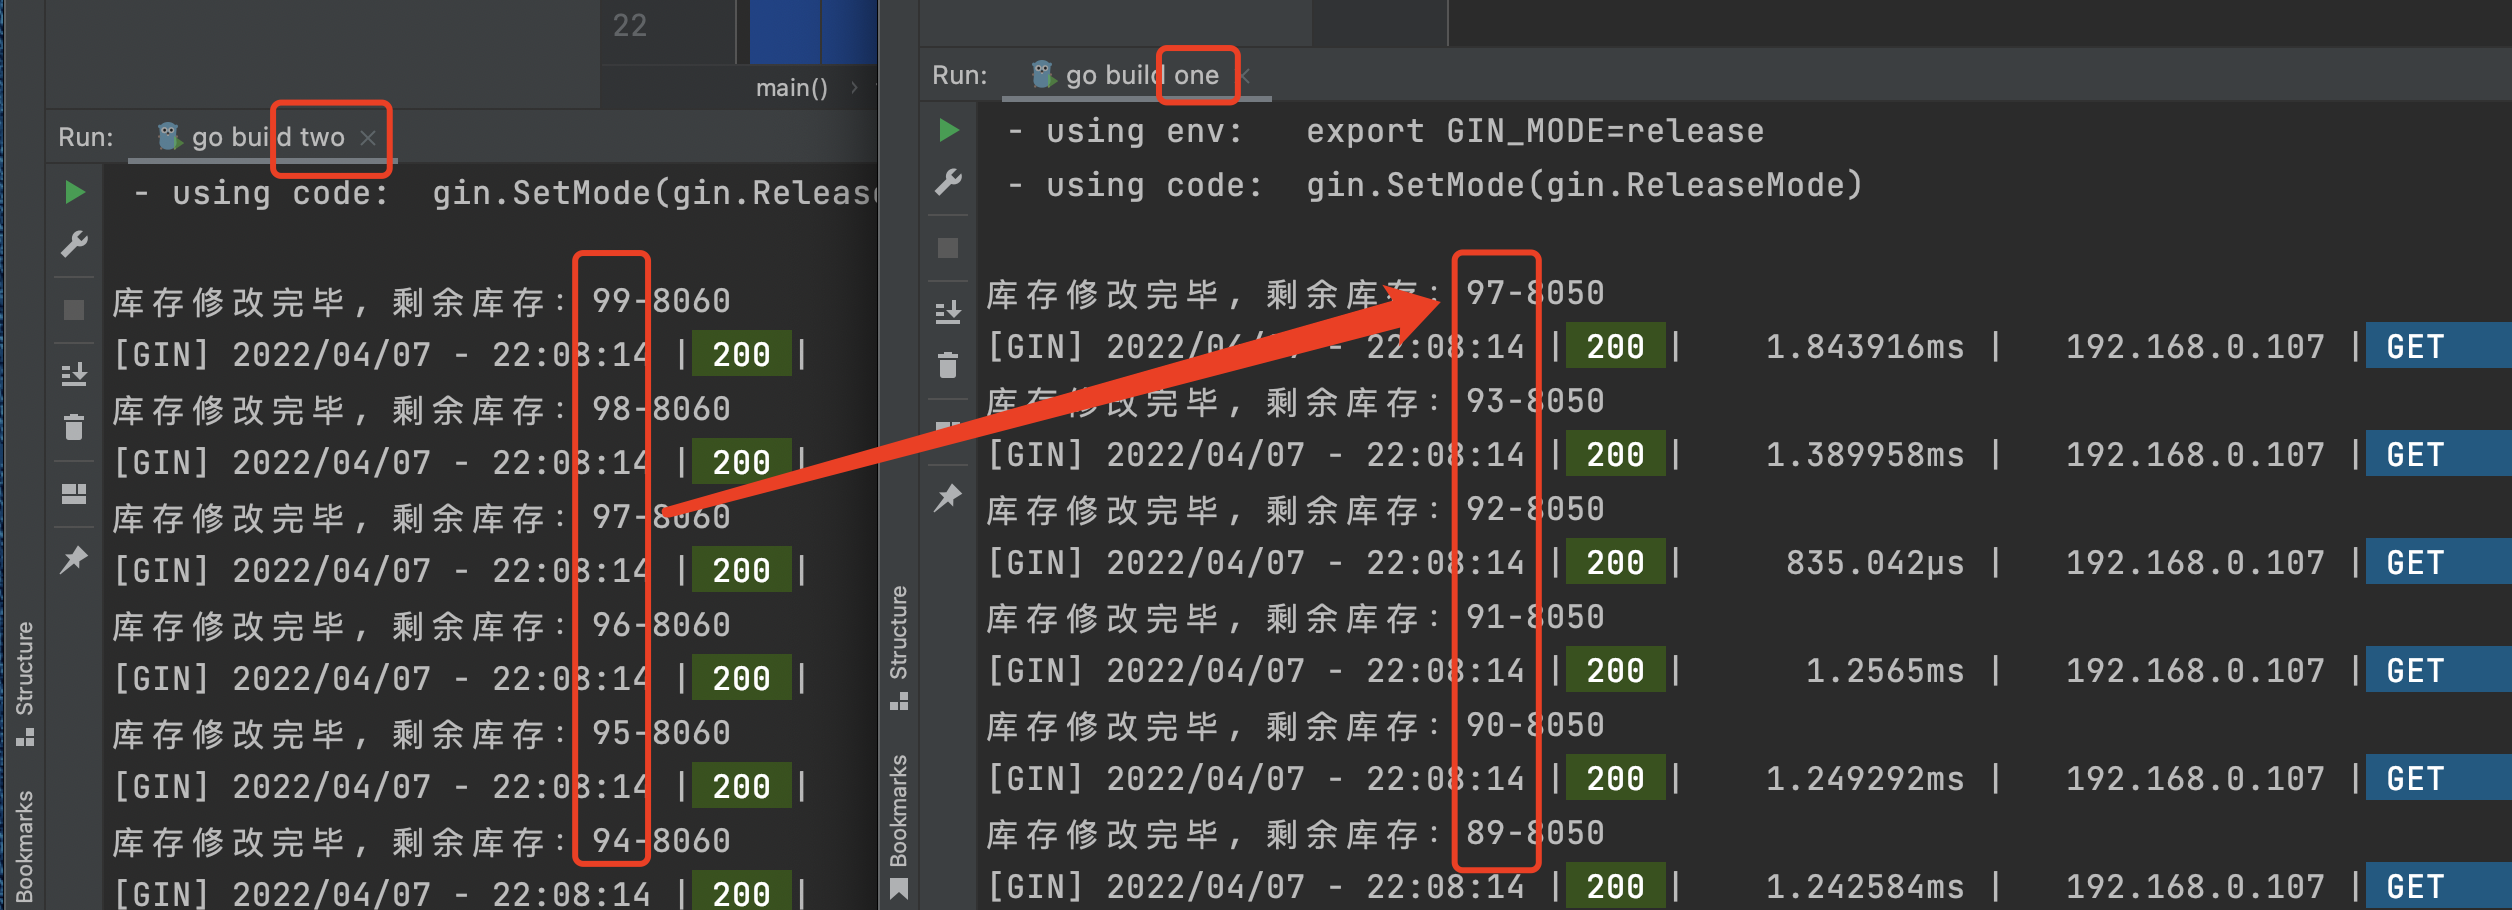 22
main()
Run:
go build two
- using code: gin.SetMode(gin.Release
库存修改完毕，剩余库存：99-8060
[GIN] 2022/04/07 - 22:08:14 | 200 |
库存修改完毕，剩余库存：98-8060
[GIN] 2022/04/07 - 22:08:14 | 200 |
库存修改完毕，剩余库存：97-8060
[GIN] 2022/04/07 - 22:08:14 | 200 |
库存修改完毕，剩余库存：96-8060
[GIN] 2022/04/07 - 22:08:14 | 200 |
库存修改完毕，剩余库存：95-8060
[GIN] 2022/04/07 - 22:08:14 | 200 |
库存修改完毕，剩余库存：94-8060
[GIN] 2022/04/07 - 22:08:14 | 200 |
Structure
Bookmarks
Run:
go build one
- using env: export GIN_MODE=release
- using code: gin.SetMode(gin.ReleaseMode)
库存修改完毕，剩余库存：97-8050
[GIN] 2022/04/07 - 22:08:14 | 200 | 1.843916ms | 192.168.0.107 | GET
库存修改完毕，剩余库存：93-8050
[GIN] 2022/04/07 - 22:08:14 | 200 | 1.389958ms | 192.168.0.107 | GET
库存修改完毕，剩余库存：92-8050
[GIN] 2022/04/07 - 22:08:14 | 200 | 835.042µs | 192.168.0.107 | GET
库存修改完毕，剩余库存：91-8050
[GIN] 2022/04/07 - 22:08:14 | 200 | 1.2565ms | 192.168.0.107 | GET
库存修改完毕，剩余库存：90-8050
[GIN] 2022/04/07 - 22:08:14 | 200 | 1.249292ms | 192.168.0.107 | GET
库存修改完毕，剩余库存：89-8050
[GIN] 2022/04/07 - 22:08:14 | 200 | 1.242584ms | 192.168.0.107 | GET
Structure
Bookmarks